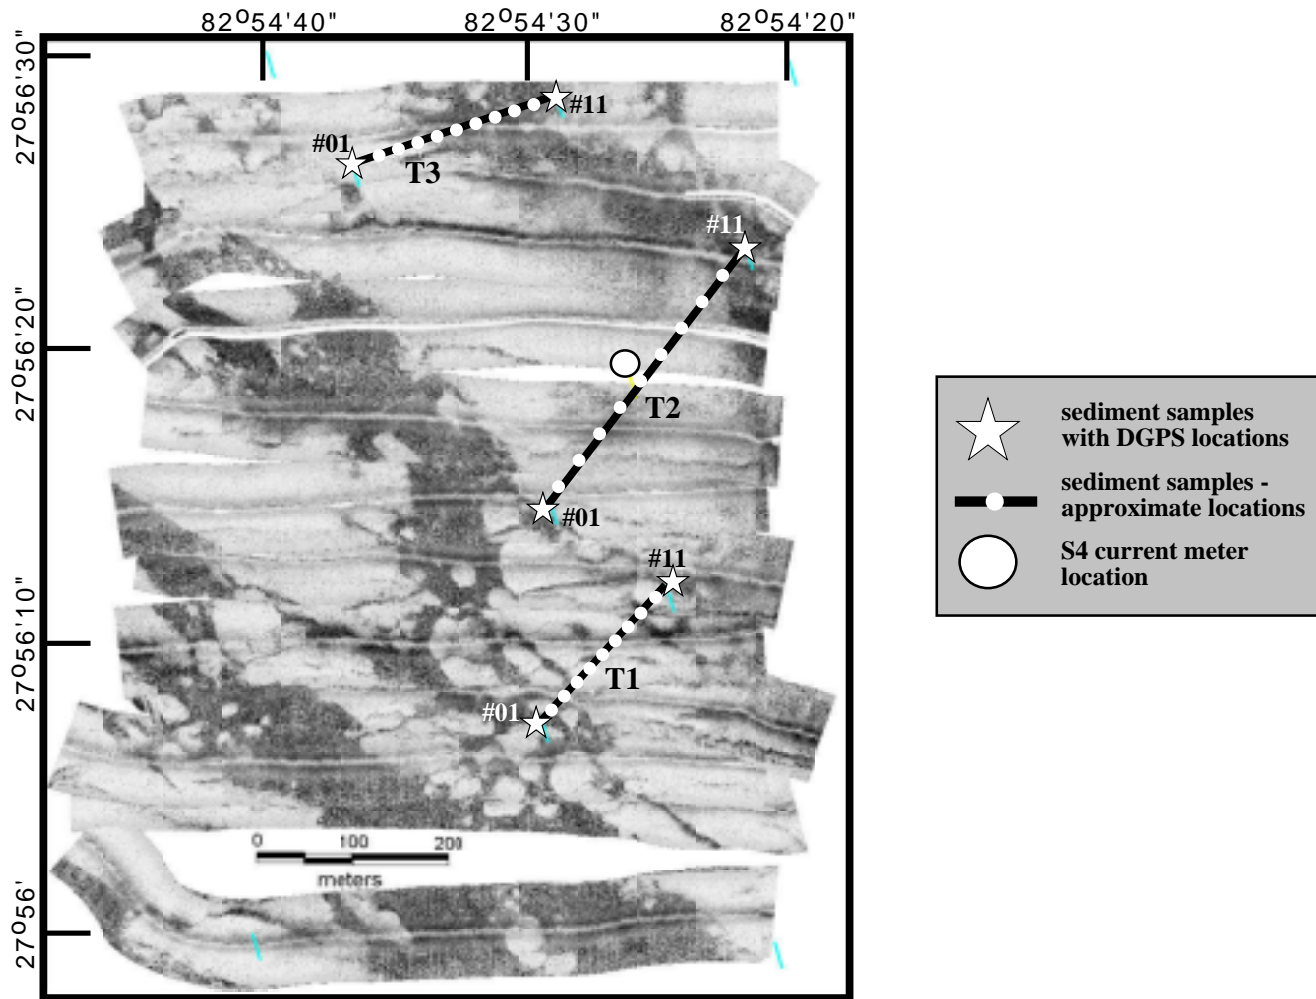 82°54'40" 82°54'30" 82°54'20"
27°56'30"
#11
#01
T3
#11
27°56'20"
T2
#01
#11
27°56'10"
T1
#01
0 100 200
meters
27°56'
sediment samples
with DGPS locations
sediment samples -
approximate locations
S4 current meter
location